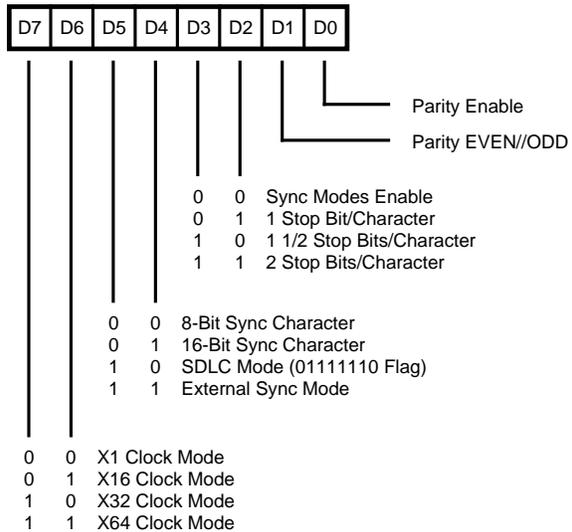 D7 D6 D5 D4 D3 D2 D1 D0
Parity Enable
Parity EVEN//ODD
0 0 Sync Modes Enable
0 1 1 Stop Bit/Character
1 0 1 1/2 Stop Bits/Character
1 1 2 Stop Bits/Character
0 0 8-Bit Sync Character
0 1 16-Bit Sync Character
1 0 SDLC Mode (01111110 Flag)
1 1 External Sync Mode
0 0 X1 Clock Mode
0 1 X16 Clock Mode
1 0 X32 Clock Mode
1 1 X64 Clock Mode